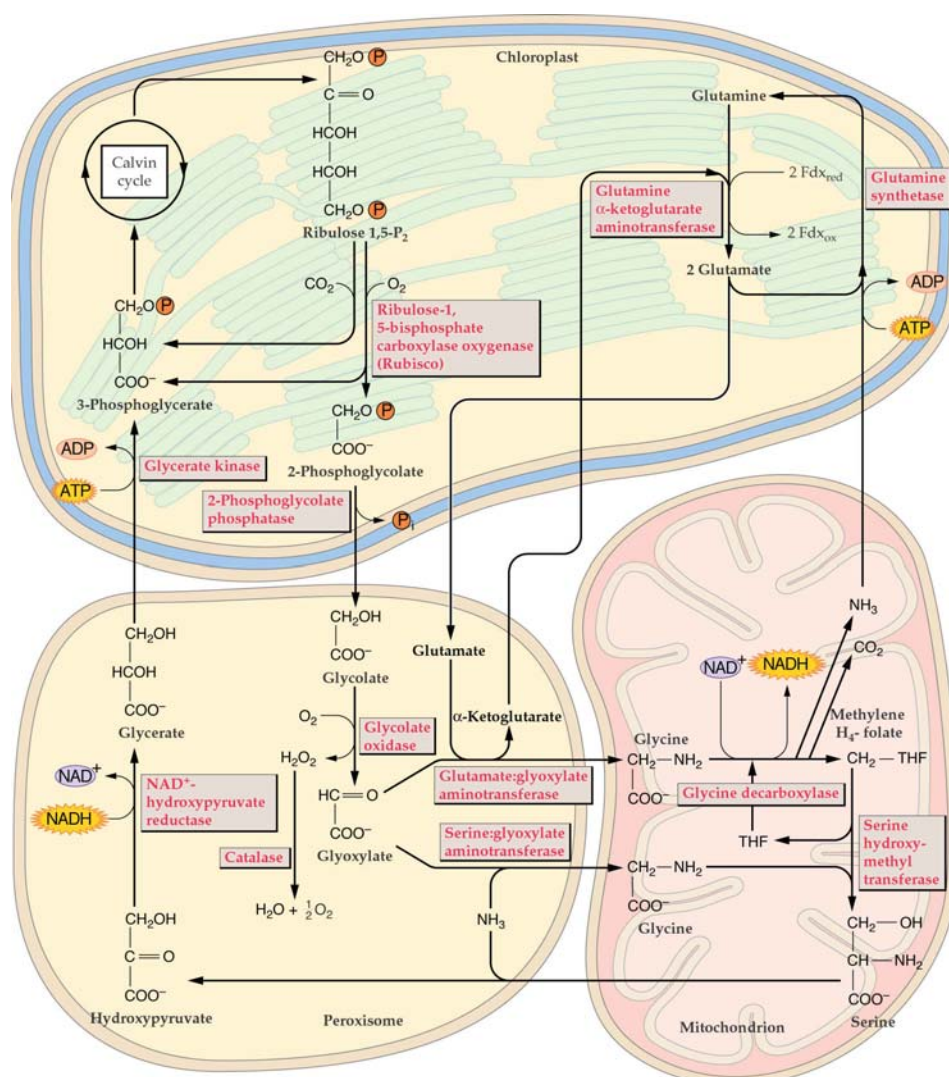 Chloroplast
CH₂O P
C=O
HCOH
HCOH
CH₂O P
Ribulose 1,5-P₂
Calvin
cycle
CO₂
O₂
Ribulose-1,
5-bisphosphate
carboxylase oxygenase
(Rubisco)
CH₂O P
HCOH
COO⁻
3-Phosphoglycerate
CH₂O P
COO⁻
2-Phosphoglycolate
ADP
ATP
Glycerate kinase
2-Phosphoglycolate
phosphatase
Pi
Glutamine
2 Fdxred
2 Fdxox
Glutamine
α-ketoglutarate
aminotransferase
2 Glutamate
Glutamine
synthetase
ADP
ATP
CH₂OH
HCOH
COO⁻
Glycerate
NAD⁺
NADH
NAD⁺-
hydroxypyruvate
reductase
CH₂OH
C=O
COO⁻
Hydroxypyruvate
CH₂OH
COO⁻
Glycolate
O₂
H₂O₂
Glycolate
oxidase
Catalase
H₂O + ½O₂
HC=O
COO⁻
Glyoxylate
Glutamate
α-Ketoglutarate
Glutamate:glyoxylate
aminotransferase
Serine:glyoxylate
aminotransferase
NH₃
Peroxisome
NH₃
CO₂
NAD⁺
NADH
Methylene
H₄- folate
Glycine
CH₂—NH₂
COO⁻
CH₂—THF
Glycine decarboxylase
THF
Serine
hydroxy-
methyl
transferase
CH₂—NH₂
COO⁻
Glycine
CH₂—OH
CH—NH₂
COO⁻
Serine
Mitochondrion